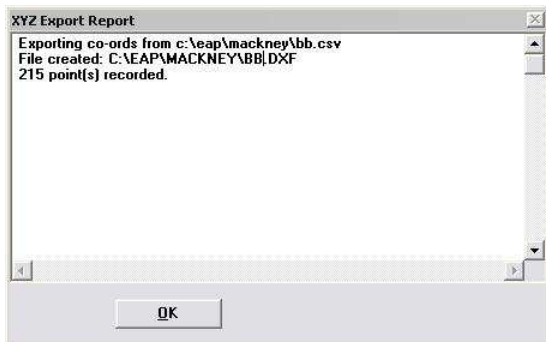 XYZ Export Report
Exporting co-ords from c:\eap\mackney\bb.csv
File created: C:\EAP\MACKNEY\BB.DXF
215 point(s) recorded.
OK